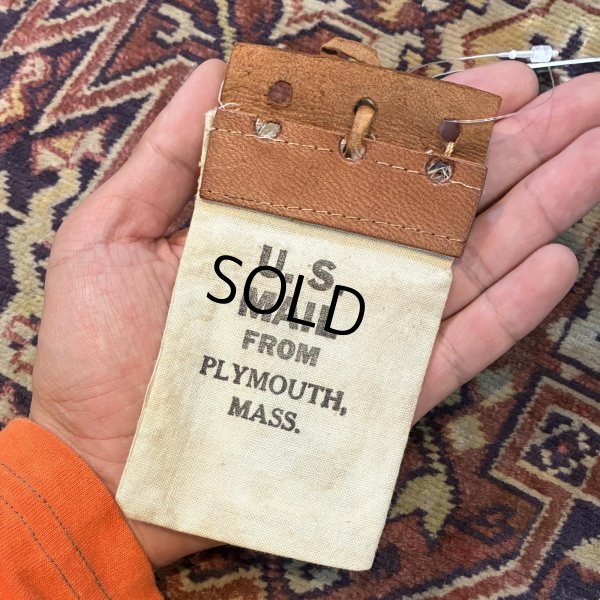 U.S.
MAIL
FROM
PLYMOUTH,
MASS.
SOLD